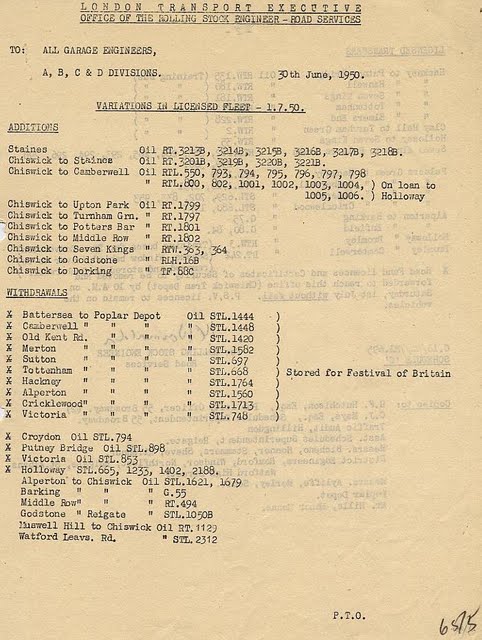 LONDON TRANSPORT EXECUTIVE
OFFICE OF THE ROLLING STOCK ENGINEER - ROAD SERVICES
TO: ALL GARAGE ENGINEERS,
A, B, C & D DIVISIONS. 30th June, 1950.
VARIATIONS IN LICENSED FLEET - 1.7.50.
ADDITIONS
Staines Oil RT.3213B, 3214B, 3215B, 3216B, 3217B, 3218B.
Chiswick to Staines Oil RT.3201B, 3219B, 3220B, 3221B.
Chiswick to Camberwell Oil RTL.550, 793, 794, 795, 796, 797, 798
" RTL.800, 802, 1001, 1002, 1003, 1004, ) On loan to
1005, 1006. ) Holloway
Chiswick to Upton Park Oil RT.1799
Chiswick to Turnham Grn. " RT.1797
Chiswick to Potters Bar " RT.1801
Chiswick to Middle Row " RT.1802
Chiswick to Seven Kings " RTW.363, 364
Chiswick to Godstone " RLH.16B
Chiswick to Dorking " TF.88C
WITHDRAWALS
X Battersea to Poplar Depot Oil STL.1444
X Camberwell " " " " STL.1448 )
X Old Kent Rd. " " " " STL.1420 )
X Merton " " " " STL.1582 )
X Sutton " " " " STL.697 )
X Tottenham " " " " STL.668 ) Stored for Festival of Britain
X Hackney " " " " STL.1764 )
X Alperton " " " " STL.1560 )
X Cricklewood " " " " STL.1713 )
X Victoria " " " " STL.748 )
X Croydon Oil STL.794
X Putney Bridge Oil STL.898
X Victoria Oil STL.853
X Holloway " STL.665, 1233, 1402, 2188.
Alperton to Chiswick Oil STL.1621, 1679
Barking " " " G.55
Middle Row " " " RT.494
Godstone " Reigate " STL.1050B
Muswell Hill to Chiswick Oil RT.1129
Watford Leavs. Rd. " " STL.2312
P.T.O.